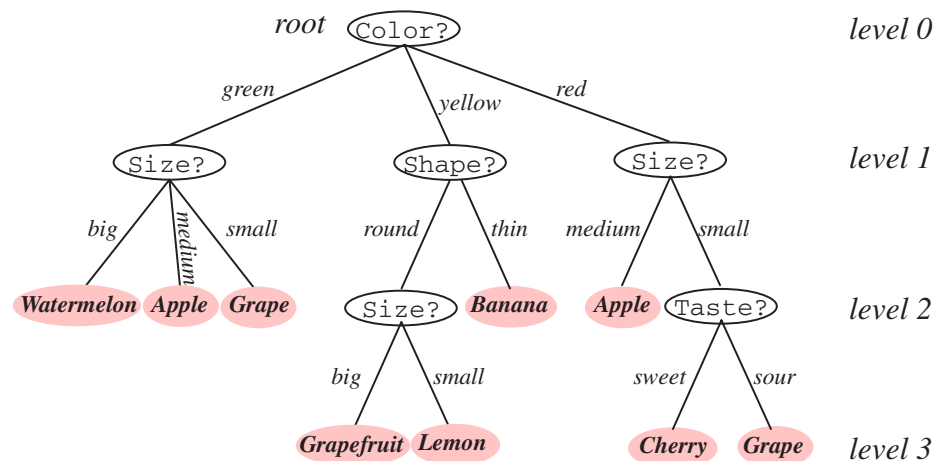 root Color? level 0
green yellow red
Size? Shape? Size? level 1
big medium small round thin medium small
Watermelon Apple Grape Size? Banana Apple Taste? level 2
big small sweet sour
Grapefruit Lemon Cherry Grape level 3